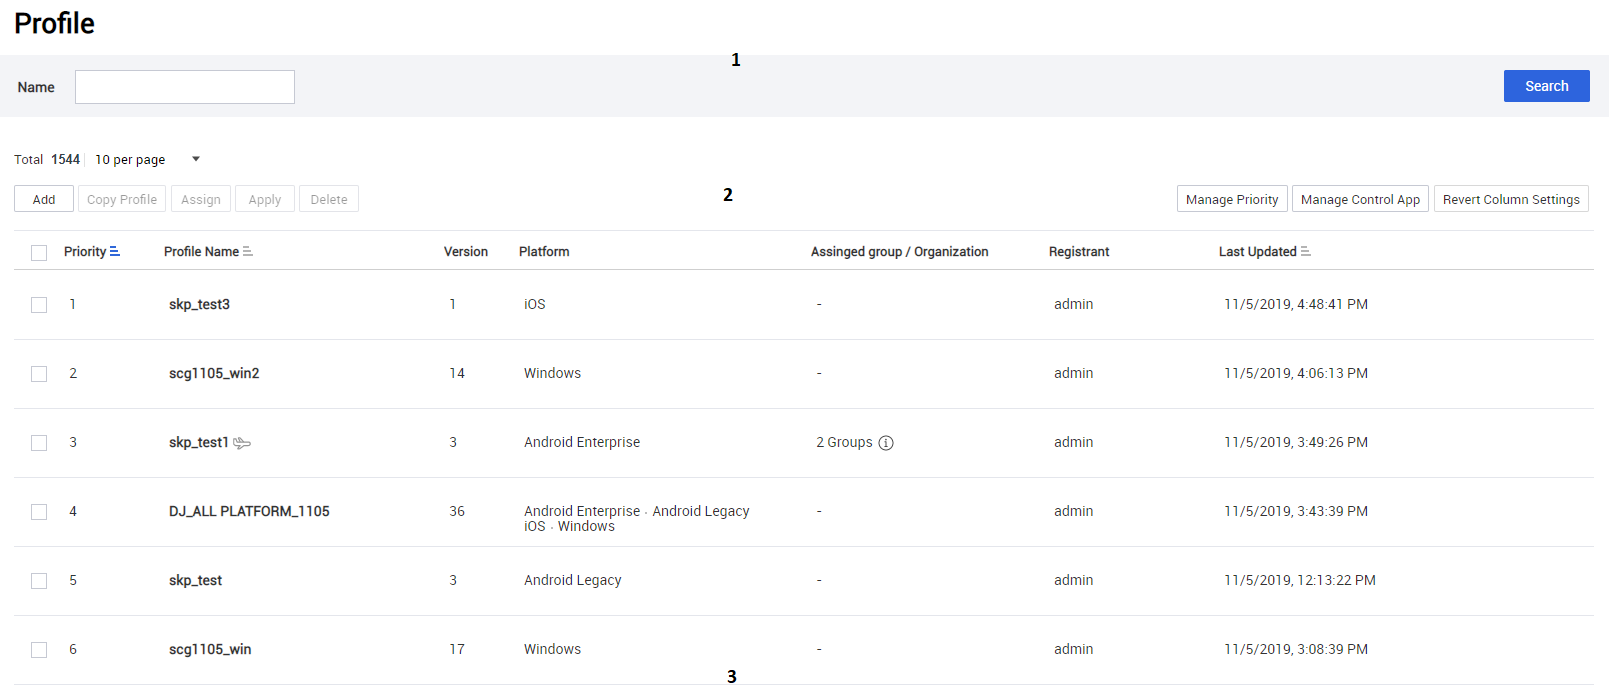 Profile
1
Name Search
Total 1544 10 per page
Add Copy Profile Assign Apply Delete 2 Manage Priority Manage Control App Revert Column Settings
Priority Profile Name Version Platform Assinged group / Organization Registrant Last Updated
1 skp_test3 1 iOS - admin 11/5/2019, 4:48:41 PM
2 scg1105_win2 14 Windows - admin 11/5/2019, 4:06:13 PM
3 skp_test1 3 Android Enterprise 2 Groups admin 11/5/2019, 3:49:26 PM
4 DJ_ALL PLATFORM_1105 36 Android Enterprise · Android Legacy - admin 11/5/2019, 3:43:39 PM
iOS · Windows
5 skp_test 3 Android Legacy - admin 11/5/2019, 12:13:22 PM
6 scg1105_win 17 Windows - admin 11/5/2019, 3:08:39 PM
3